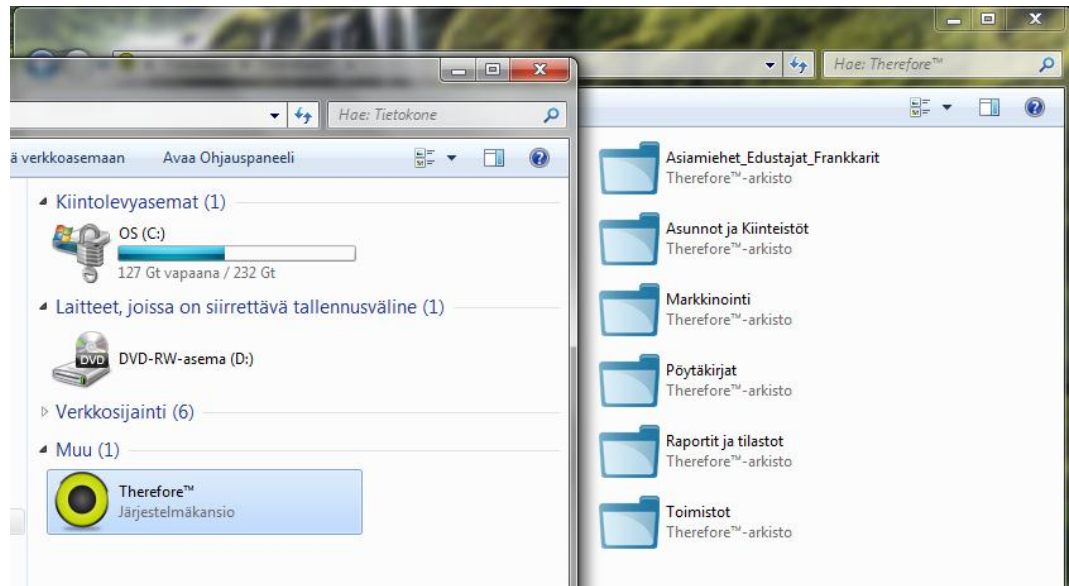 Hae: Therefore™
Hae: Tietokone
ä verkkoasemaan Avaa Ohjauspaneeli
Kiintolevyasemat (1)
OS (C:)
127 Gt vapaana / 232 Gt
Laitteet, joissa on siirrettävä tallennusväline (1)
DVD
DVD-RW-asema (D:)
Verkkosijainti (6)
Muu (1)
Therefore™
Järjestelmäkansio
Asiamiehet_Edustajat_Frankkarit
Therefore™-arkisto
Asunnot ja Kiinteistöt
Therefore™-arkisto
Markkinointi
Therefore™-arkisto
Pöytäkirjat
Therefore™-arkisto
Raportit ja tilastot
Therefore™-arkisto
Toimistot
Therefore™-arkisto